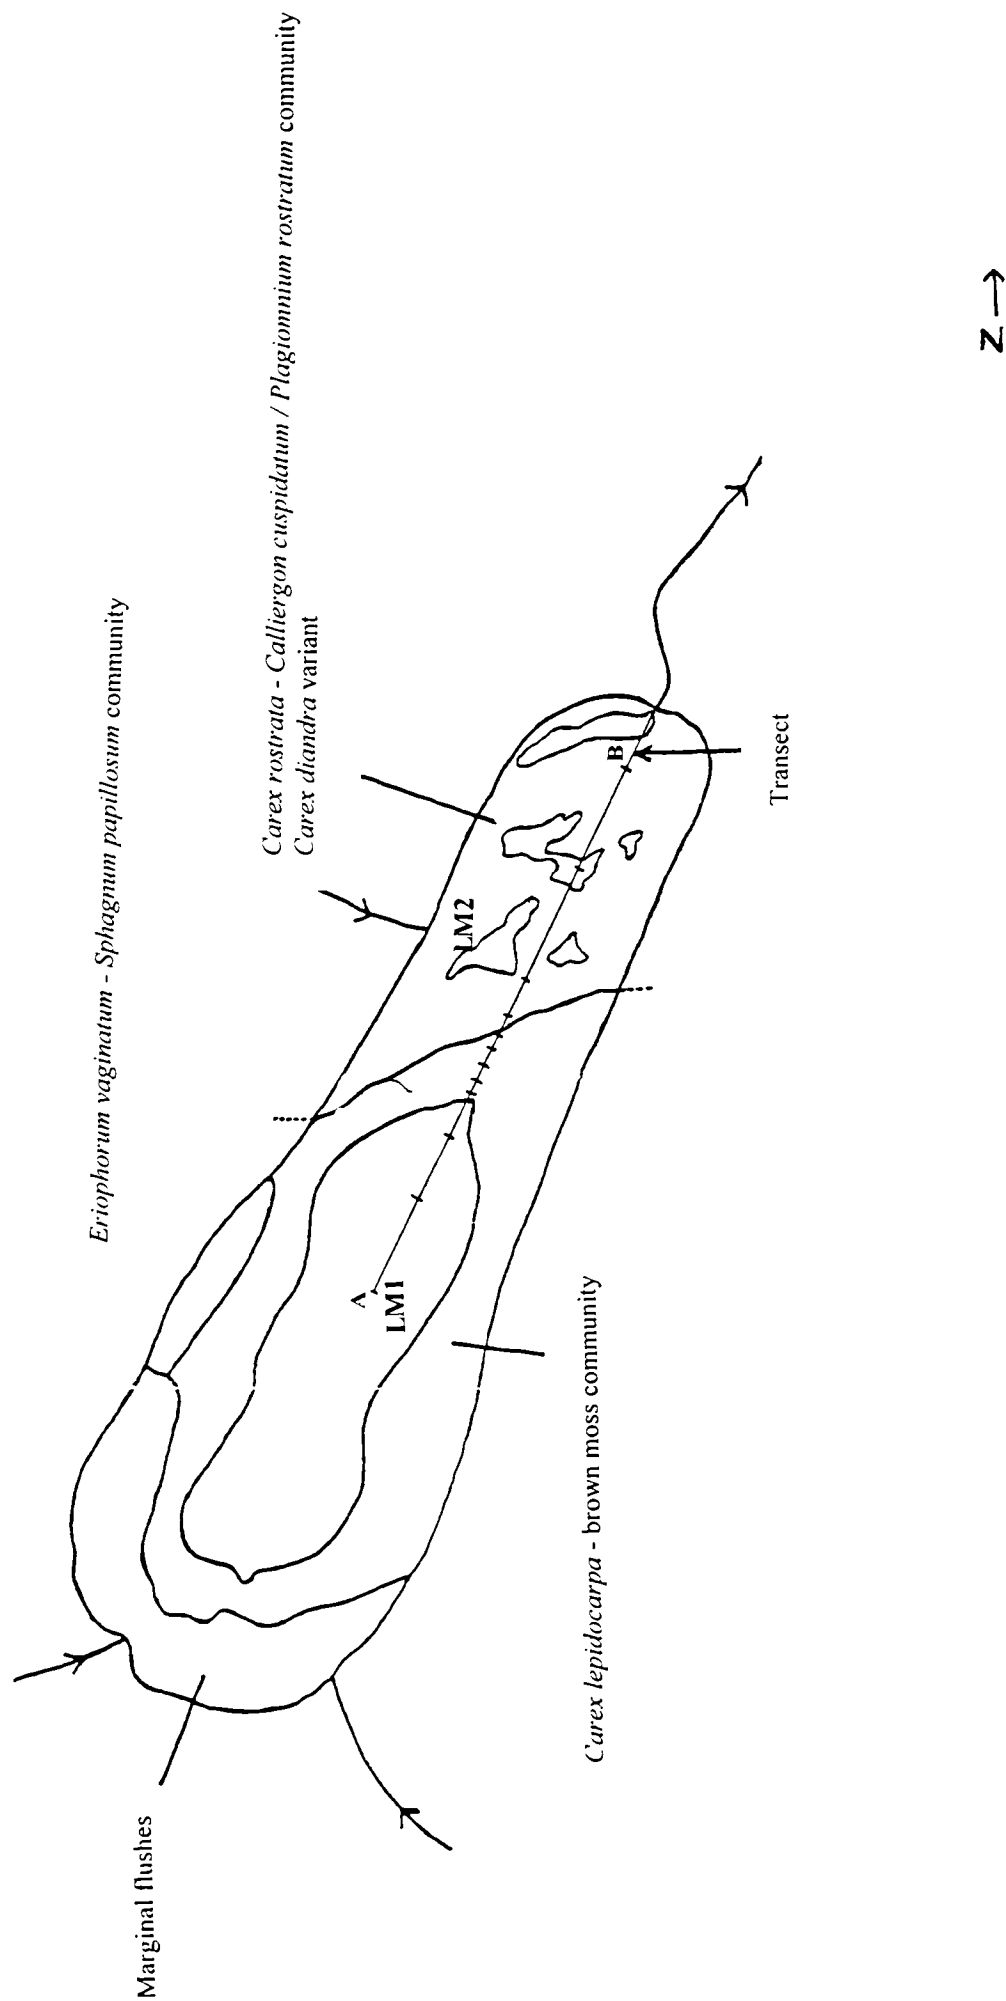 Eriophorum vaginatum - Sphagnum papillosum community
Carex rostrata - Calliergon cuspidatum / Plagiomnium rostratum community
Carex diandra variant
Marginal flushes
A
LM1
LM2
B
Transect
Carex lepidocarpa - brown moss community
N